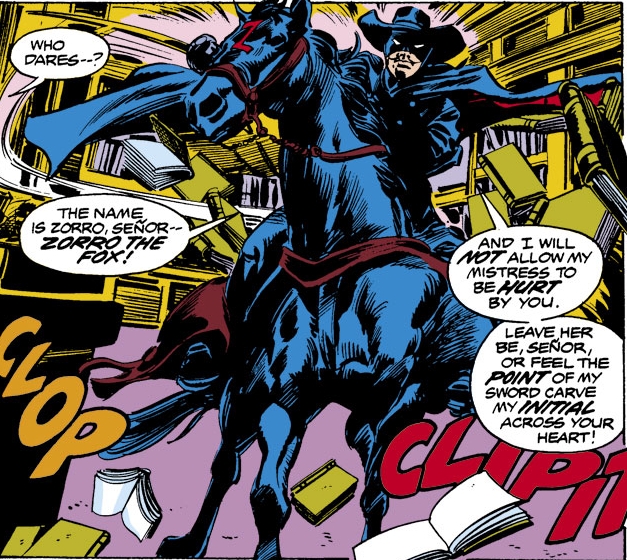 WHO
DARES--?
THE NAME
IS ZORRO, SEÑOR--
ZORRO THE
FOX!
AND I WILL
NOT ALLOW MY
MISTRESS TO
BE HURT
BY YOU.
LEAVE HER
BE, SEÑOR,
OR FEEL THE
POINT OF MY
SWORD CARVE
MY INITIAL
ACROSS YOUR
HEART!
CLOP
Z